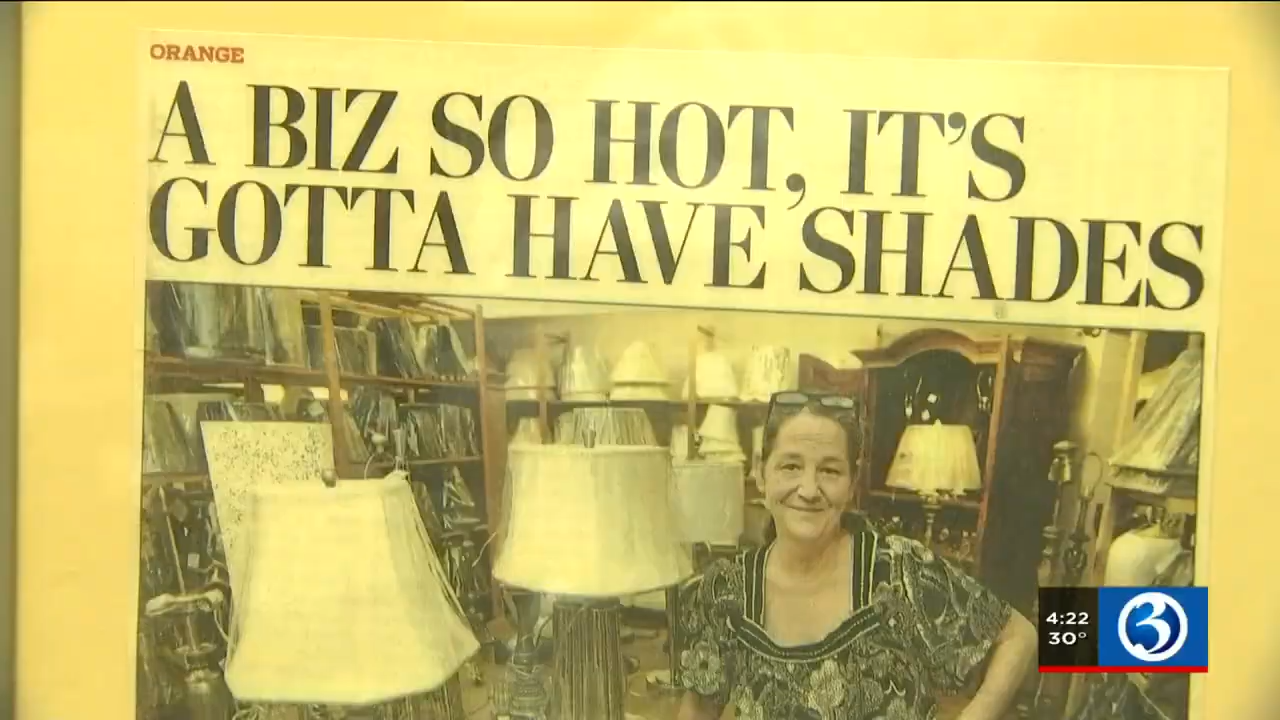 ORANGE
A BIZ SO HOT, IT'S
GOTTA HAVE SHADES
4:22
30°
3